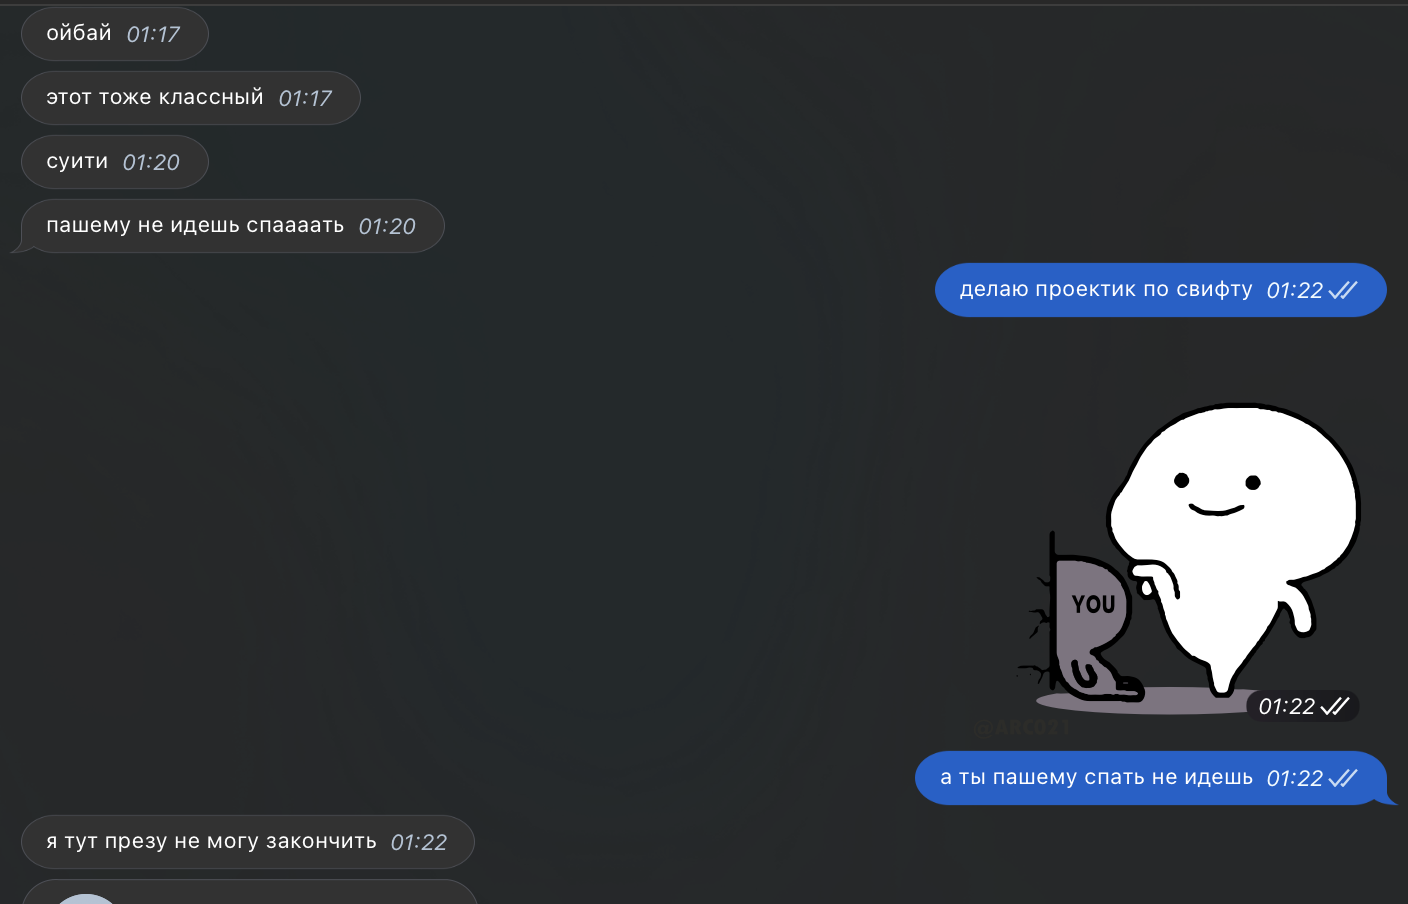 ойбай 01:17
этот тоже классный 01:17
суити 01:20
пашему не идешь спаааать 01:20
делаю проектик по свифту 01:22
YOU
01:22
@ARC021
а ты пашему спать не идешь 01:22
я тут презу не могу закончить 01:22